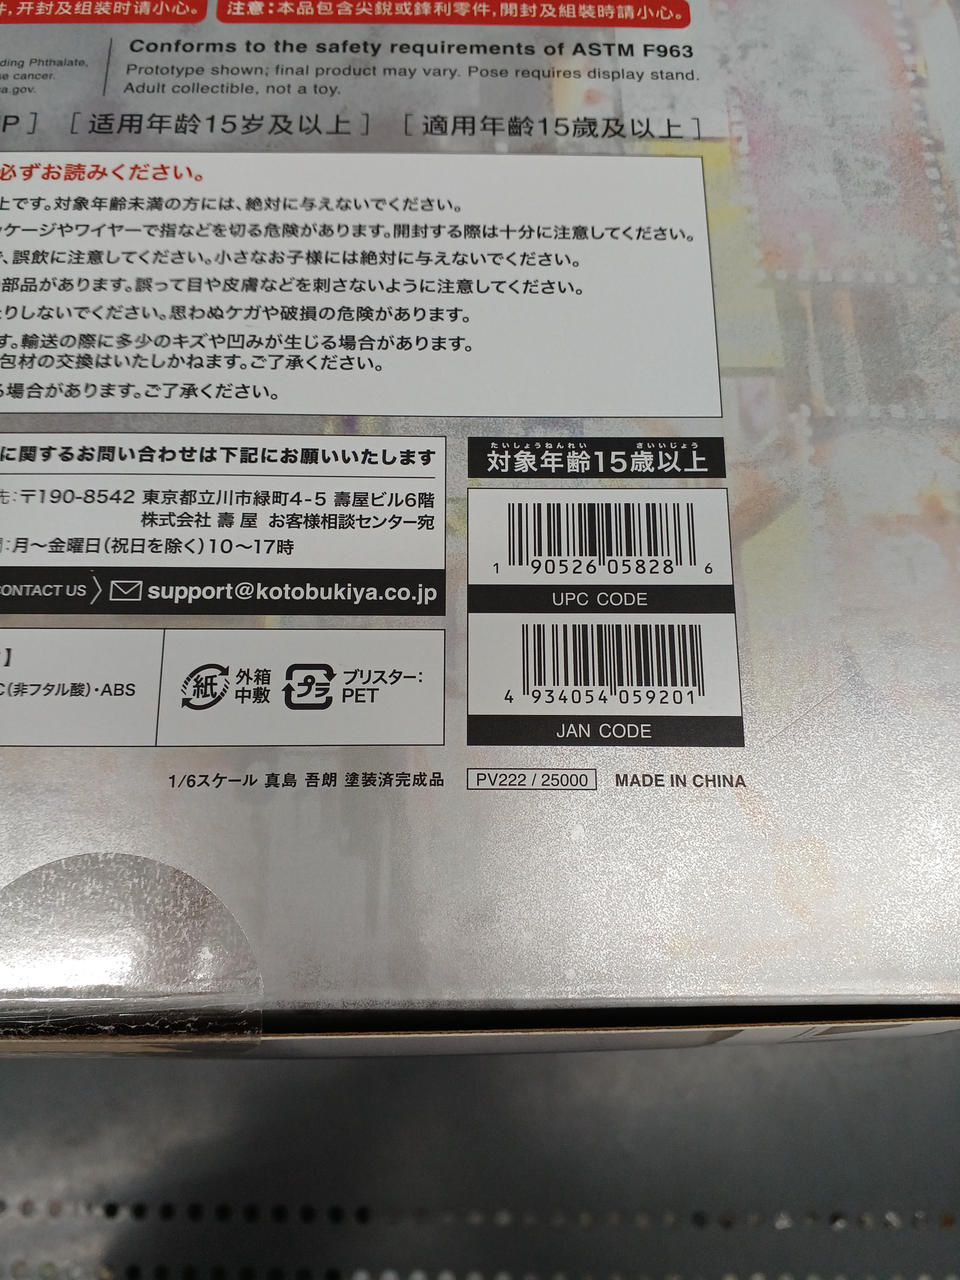 ,开封及组装时请小心。
注意:本品包含尖銳或鋒利零件,開封及組裝時請小心。
Phthalate,
cancer.
Conforms to the safety requirements of ASTM F963
Prototype shown; final product may vary. Pose requires display stand.
Adult collectible, not a toy.
[适用年龄15岁及以上] [適用年齡15歲及以上]
必ずお読みください。
です。対象年齢未満の方には、絶対に与えないでください。
ッケージやワイヤーで指などを切る危険があります。開封する際は十分に注意してください。
、誤飲に注意してください。小さなお子様には絶対に与えないでください。
部品があります。誤って目や皮膚などを刺さないように注意してください。
たりしないでください。思わぬケガや破損の危険があります。
す。輸送の際に多少のキズや凹みが生じる場合があります。
包材の交換はいたしかねます。ご了承ください。
場合があります。ご了承ください。
に関するお問い合わせは下記にお願いいたします
先:〒190-8542 東京都立川市緑町4-5 壽屋ビル6階
株式会社 壽屋 お客様相談センター宛
:月〜金曜日(祝日を除く)10〜17時
CONTACT US support@kotobukiya.co.jp
たいしょうねんれい さいいじょう
対象年齢15歳以上
1 90526 05828 6
UPC CODE
4 934054 059201
JAN CODE
】
(非フタル酸)・ABS
紙 外箱
中敷
プラ ブリスター:
PET
1/6スケール 真島 吾朗 塗装済完成品
PV222 / 25000 MADE IN CHINA